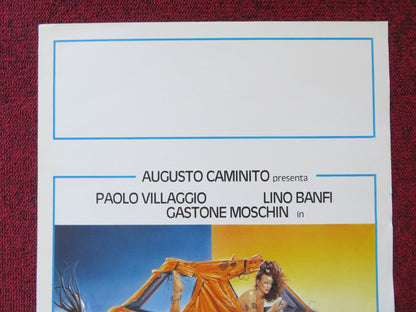 AUGUSTO CAMINITO presenta
PAOLO VILLAGGIO LINO BANFI
GASTONE MOSCHIN in